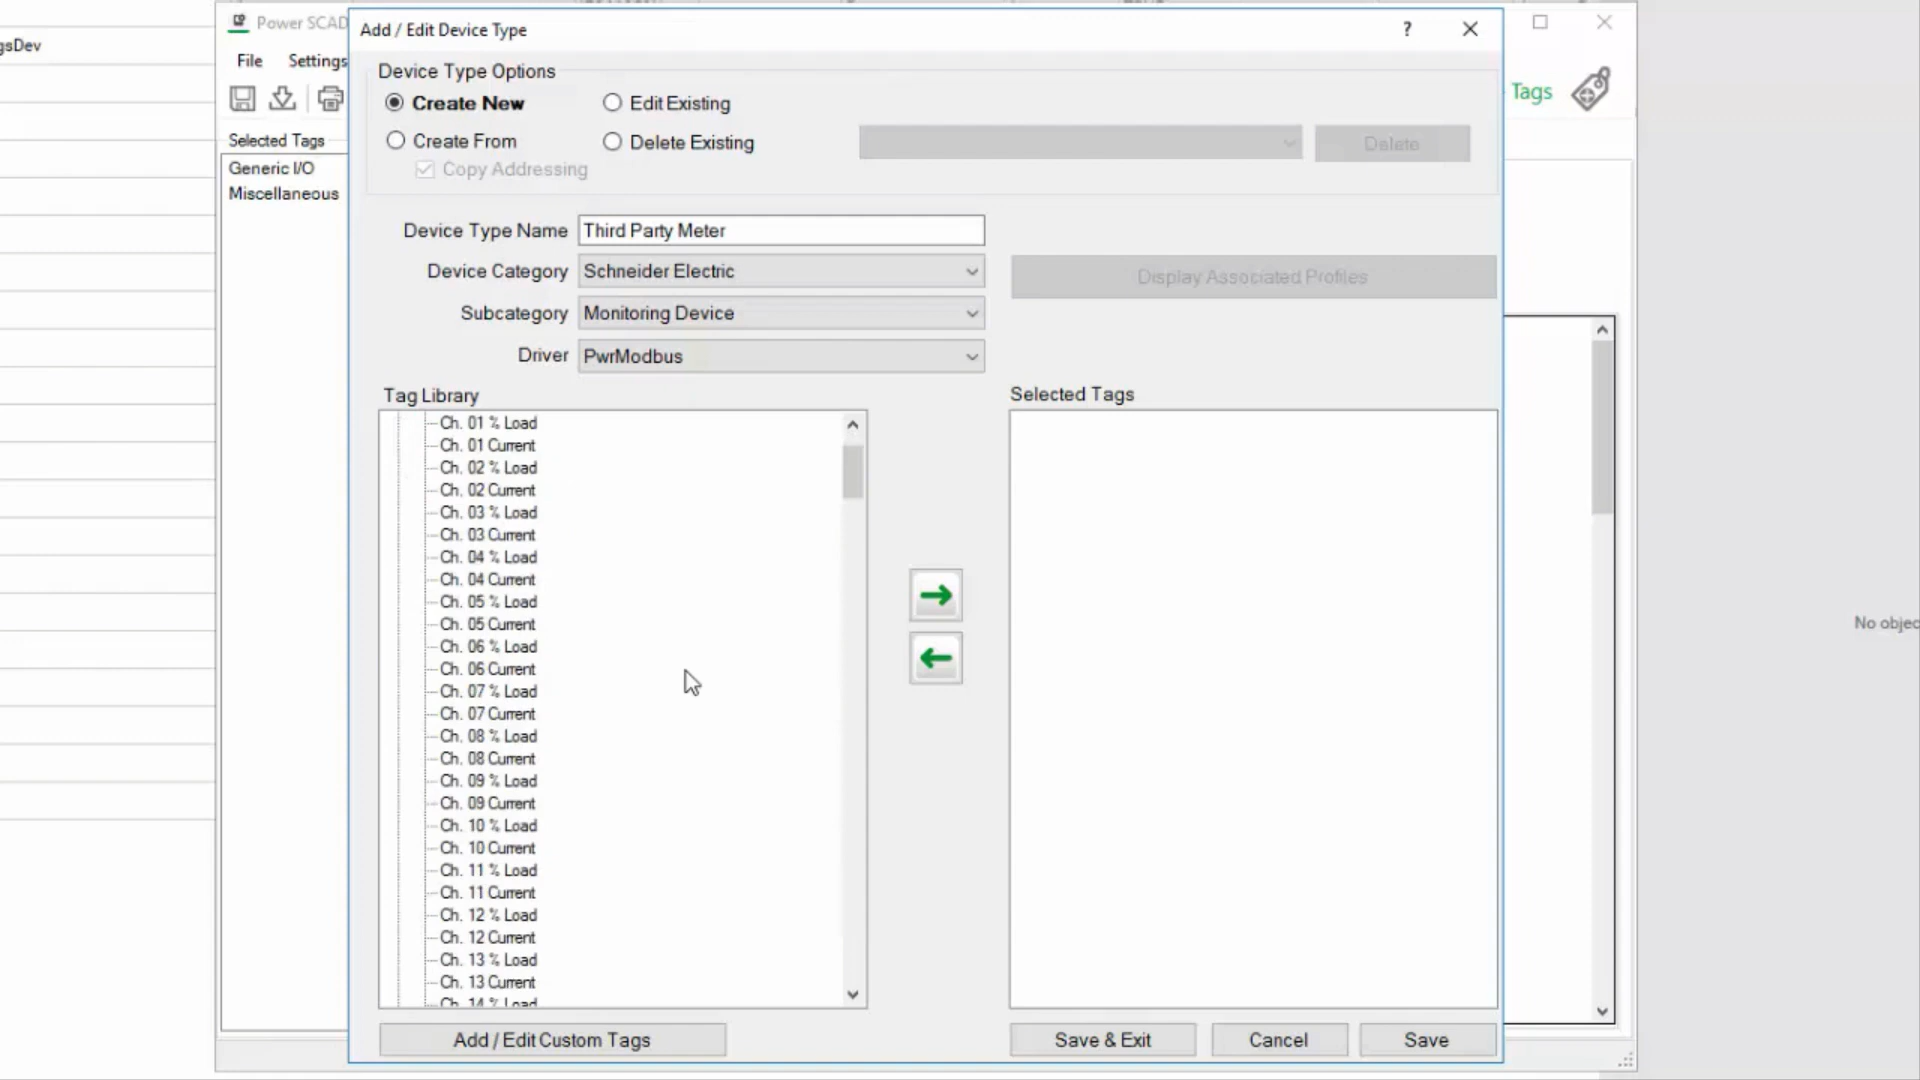 gsDev
Power SCAD
Add / Edit Device Type
?
File
Settings
Device Type Options
Create New
Edit Existing
Create From
Delete Existing
Delete
Copy Addressing
Tags
Selected Tags
Generic I/O
Miscellaneous
Device Type Name
Third Party Meter
Device Category
Schneider Electric
Display Associated Profiles
Subcategory
Monitoring Device
Driver
PwrModbus
Tag Library
Selected Tags
Ch. 01 % Load
Ch. 01 Current
Ch. 02 % Load
Ch. 02 Current
Ch. 03 % Load
Ch. 03 Current
Ch. 04 % Load
Ch. 04 Current
Ch. 05 % Load
Ch. 05 Current
Ch. 06 % Load
Ch. 06 Current
Ch. 07 % Load
Ch. 07 Current
Ch. 08 % Load
Ch. 08 Current
Ch. 09 % Load
Ch. 09 Current
Ch. 10 % Load
Ch. 10 Current
Ch. 11 % Load
Ch. 11 Current
Ch. 12 % Load
Ch. 12 Current
Ch. 13 % Load
Ch. 13 Current
Ch. 14 % Load
No objec
Add / Edit Custom Tags
Save & Exit
Cancel
Save